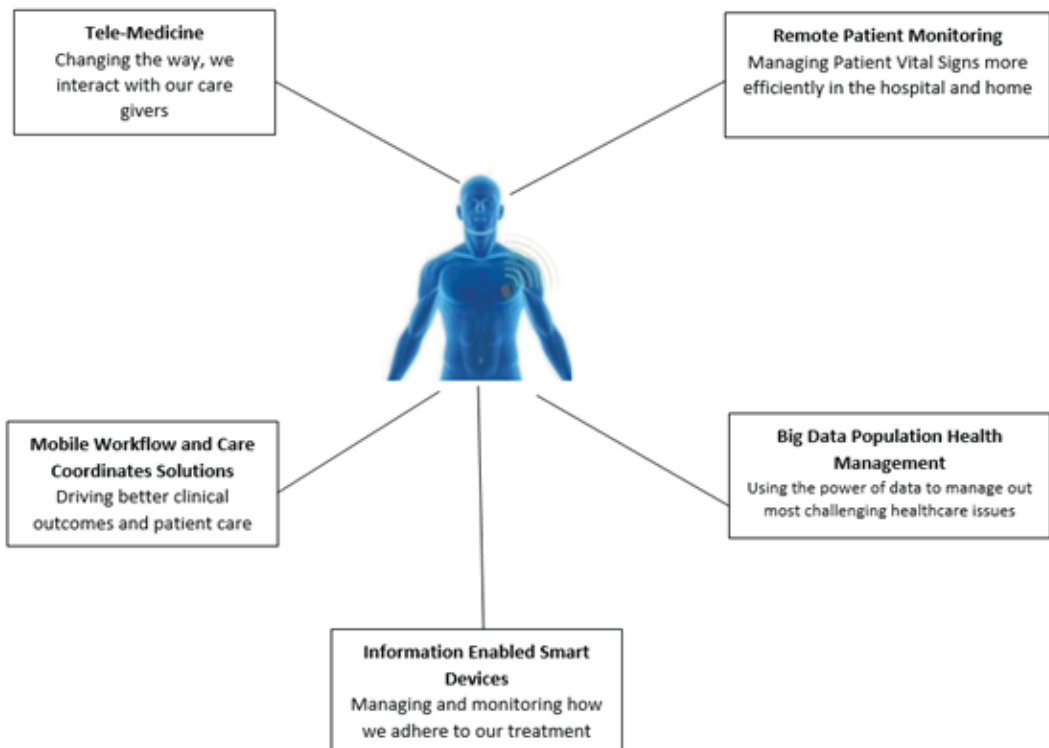 Tele-Medicine
Changing the way, we
interact with our care
givers
Remote Patient Monitoring
Managing Patient Vital Signs more
efficiently in the hospital and home
Mobile Workflow and Care
Coordinates Solutions
Driving better clinical
outcomes and patient care
Big Data Population Health
Management
Using the power of data to manage out
most challenging healthcare issues
Information Enabled Smart
Devices
Managing and monitoring how
we adhere to our treatment